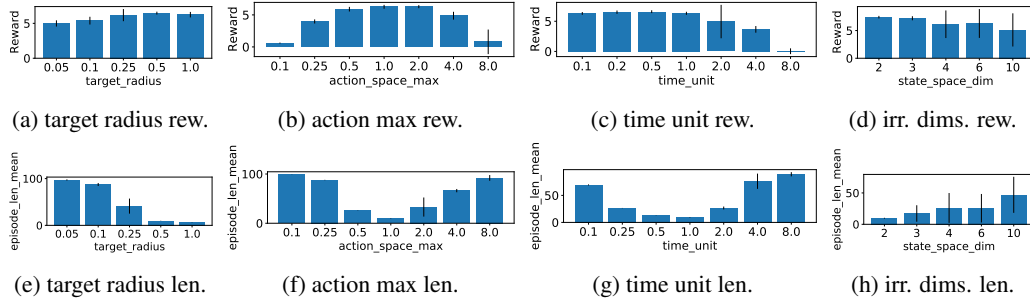 Reward
5
0
0.05 0.1 0.25 0.5 1.0
target_radius
(a) target radius rew.
Reward
5
0
0.1 0.25 0.5 1.0 2.0 4.0 8.0
action_space_max
(b) action max rew.
Reward
5
0
0.1 0.2 0.5 1.0 2.0 4.0 8.0
time_unit
(c) time unit rew.
Reward
5
0
2 3 4 6 10
state_space_dim
(d) irr. dims. rew.
episode_len_mean
100
0
0.05 0.1 0.25 0.5 1.0
target_radius
(e) target radius len.
episode_len_mean
100
0
0.1 0.25 0.5 1.0 2.0 4.0 8.0
action_space_max
(f) action max len.
episode_len_mean
50
0
0.1 0.2 0.5 1.0 2.0 4.0 8.0
time_unit
(g) time unit len.
episode_len_mean
50
0
2 3 4 6 10
state_space_dim
(h) irr. dims. len.